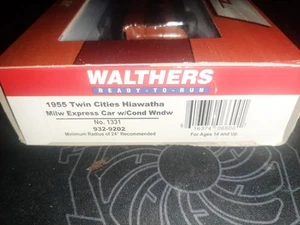 WALTHERS
READY-TO-RUN
1955 Twin Cities Hiawatha
Milw Express Car w/Cond Wndw
No. 1331
932-9202
Minimum Radius of 24" Recommended
For Ages 14 and Up